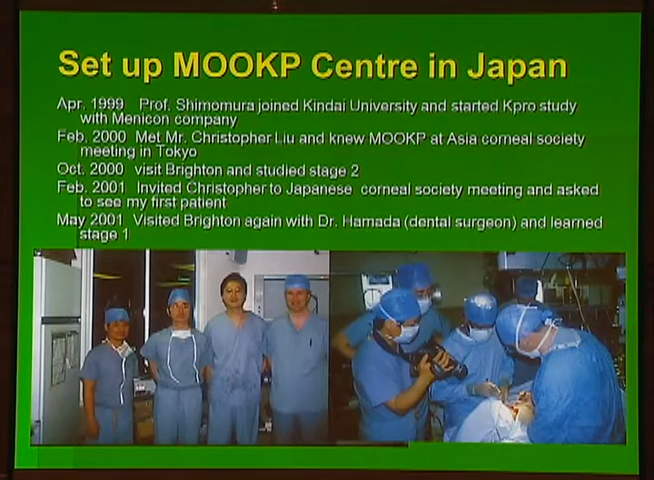 Set up MOOKP Centre in Japan
Apr. 1999 Prof. Shimomura joined Kindai University and started Kpro study
with Menicon company
Feb. 2000 Met Mr. Christopher Liu and knew MOOKP at Asia corneal society
meeting in Tokyo
Oct. 2000 visit Brighton and studied stage 2
Feb. 2001 Invited Christopher to Japanese corneal society meeting and asked
to see my first patient
May 2001 Visited Brighton again with Dr. Hamada (dental surgeon) and learned
stage 1